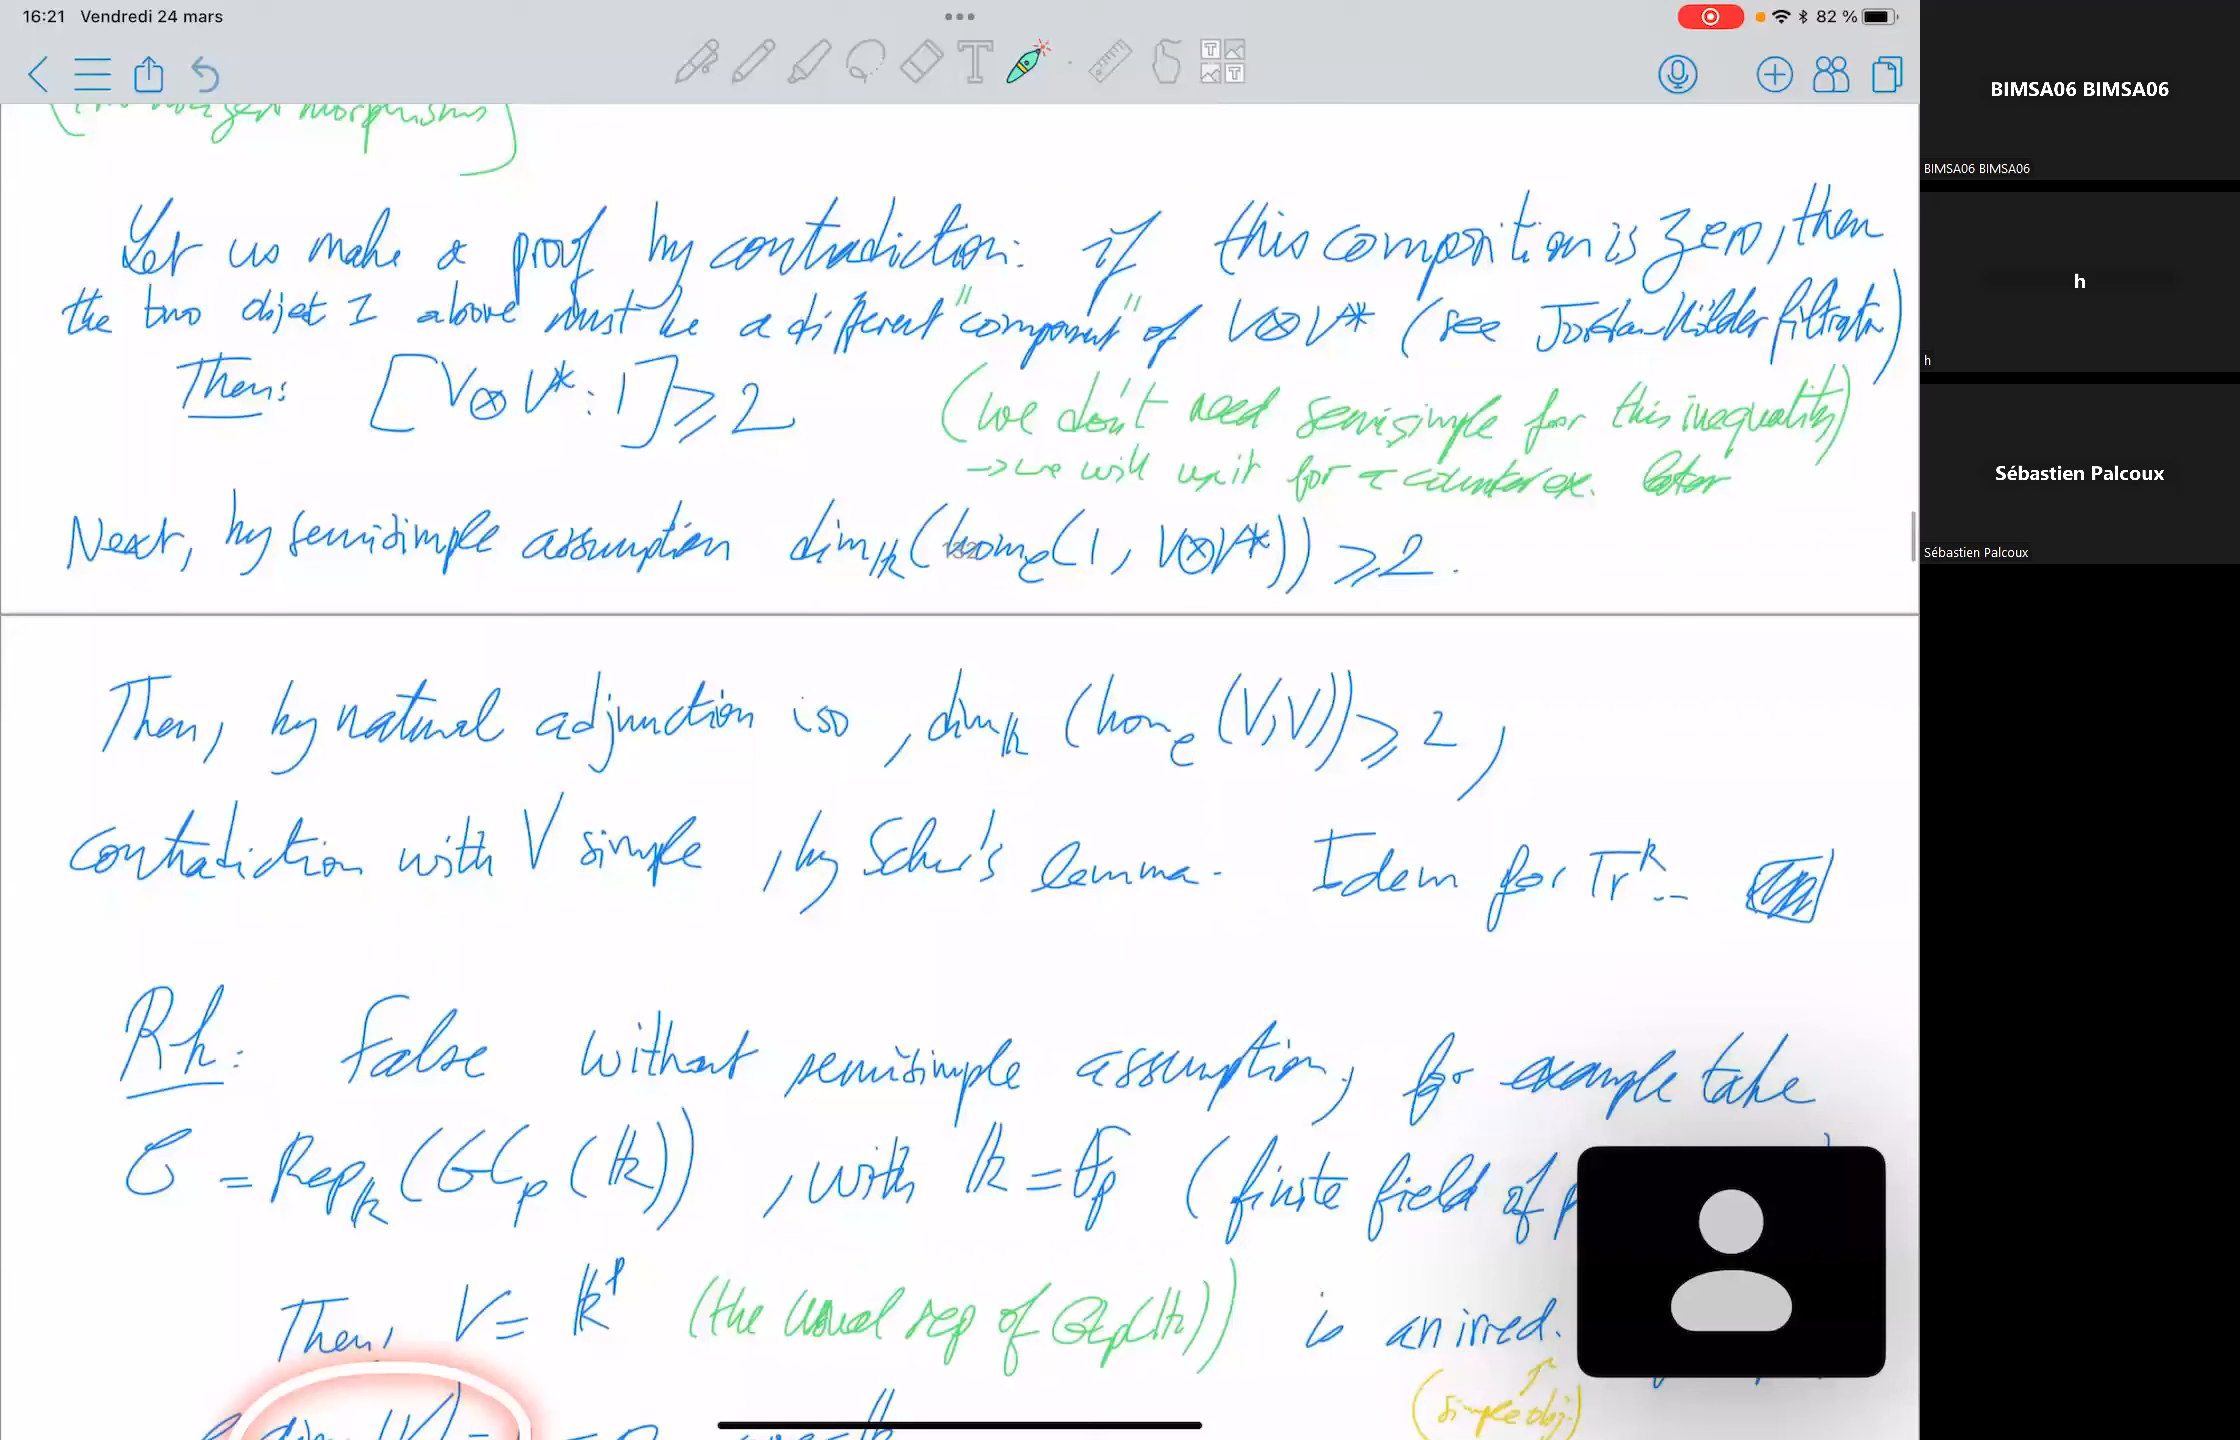 16:21 Vendredi 24 mars
82 %
BIMSA06 BIMSA06
BIMSA06 BIMSA06
h
h
Sébastien Palcoux
Sébastien Palcoux
morphisms)
Let us make a proof by contradiction: if this composition is zero, then
the two objet 1 above must be a different "component" of V⊗V* (see Jordan-Hölder filtration)
Then: [V⊗V*:1] ≥ 2 (we don't need semisimple for this inequality)
→ we will wait for a counterex. later
Next, by semisimple assumption dim_k(hom_C(1, V⊗V*)) ≥ 2.
Then, by natural adjunction iso, dim_k (hom_C (V,V)) ≥ 2,
contradiction with V simple, by Schur's lemma. Idem for Tr^R.. 
Rk: False without semisimple assumption, for example take
C = Rep_k (GL_p (k)), with k = F_p (finite field of
Then, V = k^p (the usual rep of GL_p(k)) is an irred.
(simple obj.)
dim (V) =